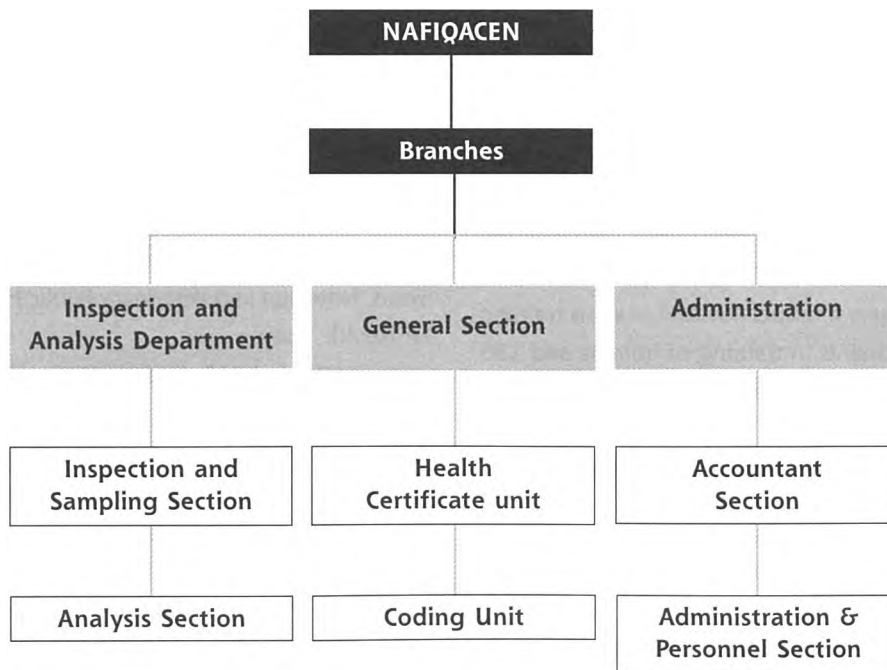 NAFIQACEN
Branches
Inspection and
Analysis Department
General Section
Administration
Inspection and
Sampling Section
Health
Certificate unit
Accountant
Section
Analysis Section
Coding Unit
Administration &
Personnel Section